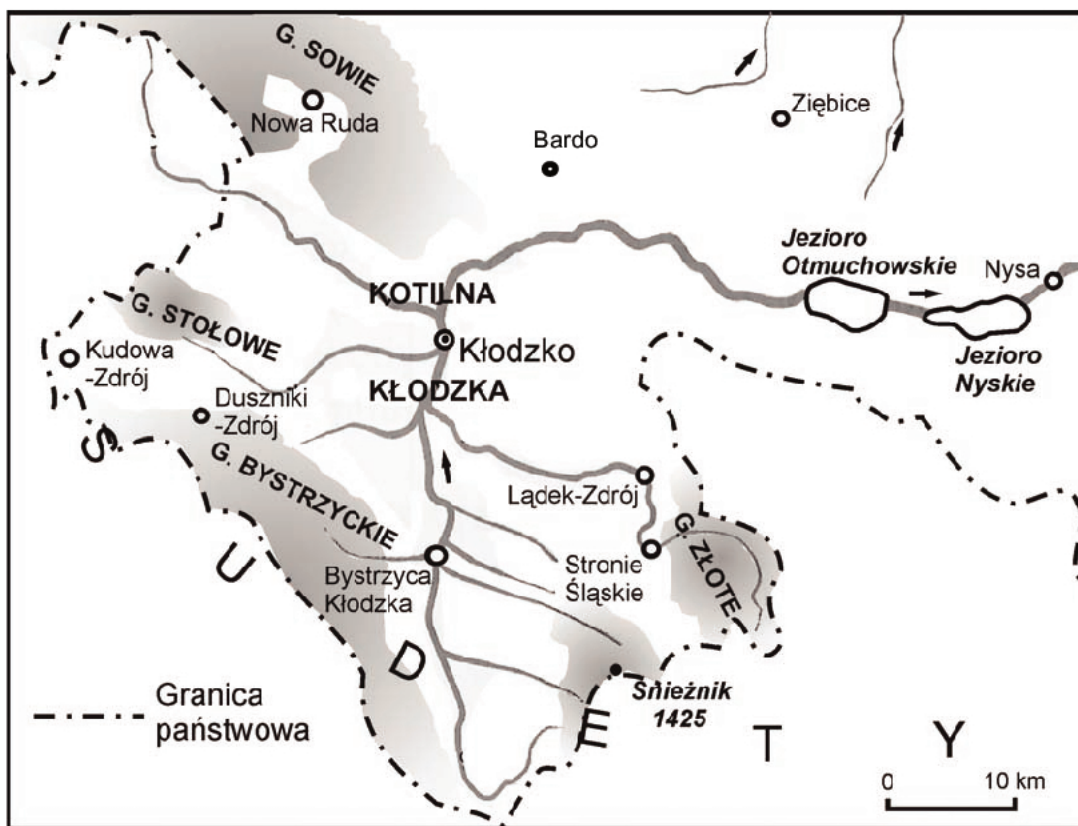 G. SOWIE
Nowa Ruda
Ziębice
Bardo
Jezioro
Otmuchowskie
Nysa
KOTILNA
G. STOŁOWE
Kłodzko
Jezioro
Nyskie
Kudowa
-Zdrój
KŁODZKA
Duszniki
-Zdrój
G. BYSTRZYCKIE
Lądek-Zdrój
G. ZŁOTE
Stronie
Śląskie
Bystrzyca
Kłodzka
Śnieżnik
1425
S U D E T Y
Granica
państwowa
0 10 km